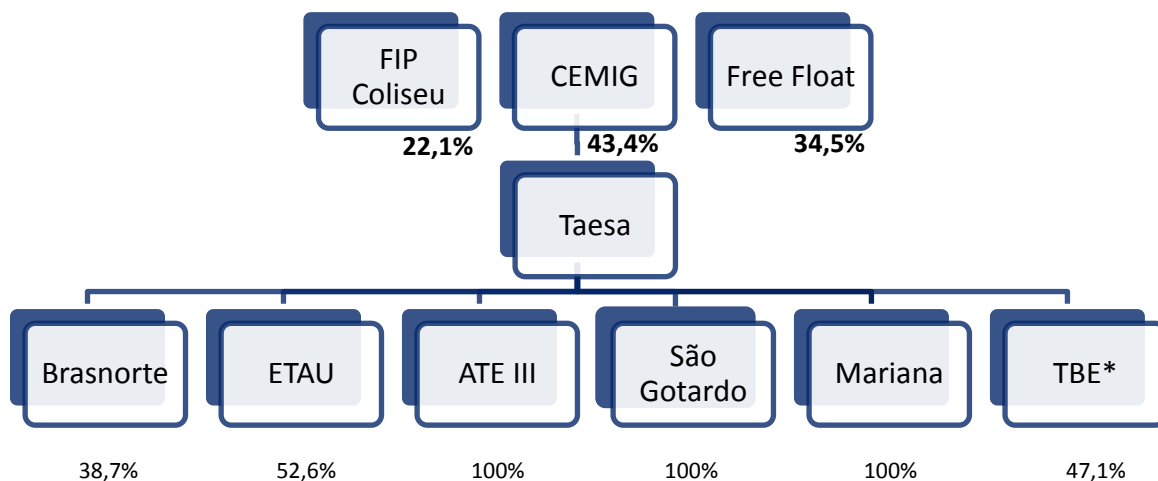 FIP
Coliseu
CEMIG
Free Float
22,1%
43,4%
34,5%
Taesa
Brasnorte
ETAU
ATE III
São
Gotardo
Mariana
TBE*
38,7%
52,6%
100%
100%
100%
47,1%